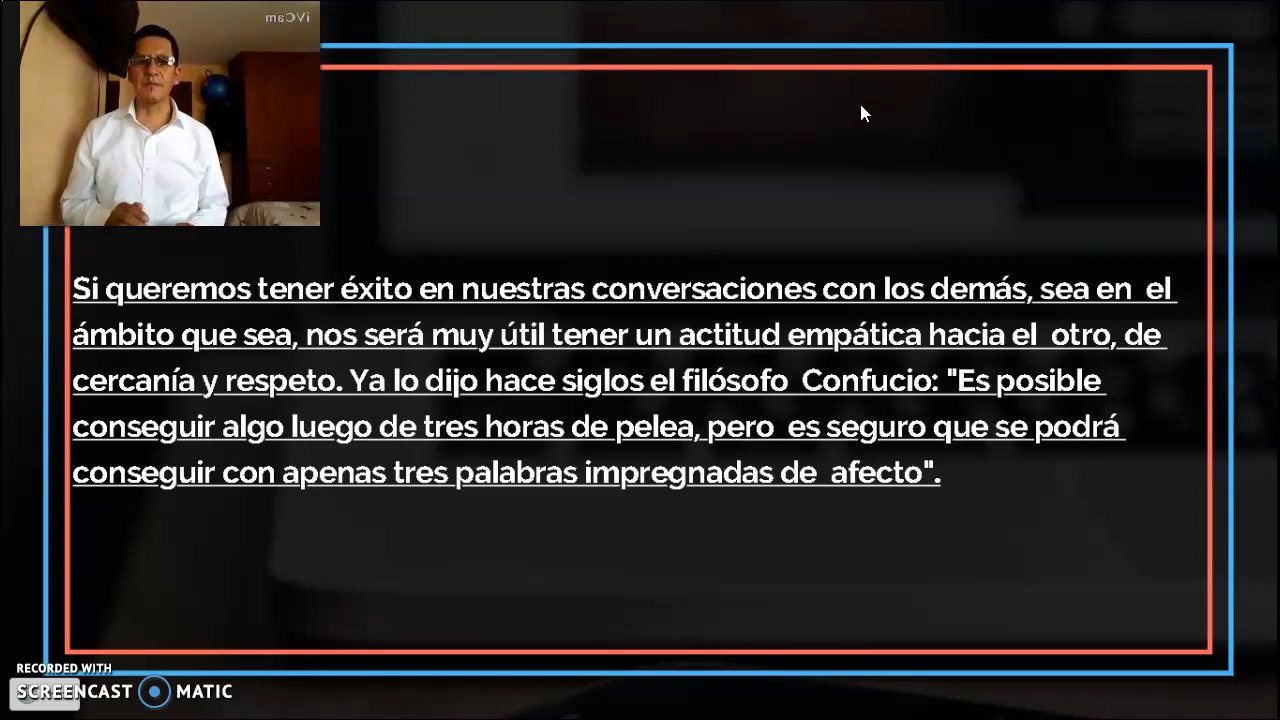 iVCam
Si queremos tener éxito en nuestras conversaciones con los demás, sea en el
ámbito que sea, nos será muy útil tener un actitud empática hacia el otro, de
cercanía y respeto. Ya lo dijo hace siglos el filósofo Confucio: "Es posible
conseguir algo luego de tres horas de pelea, pero es seguro que se podrá
conseguir con apenas tres palabras impregnadas de afecto".
RECORDED WITH
SCREENCAST MATIC